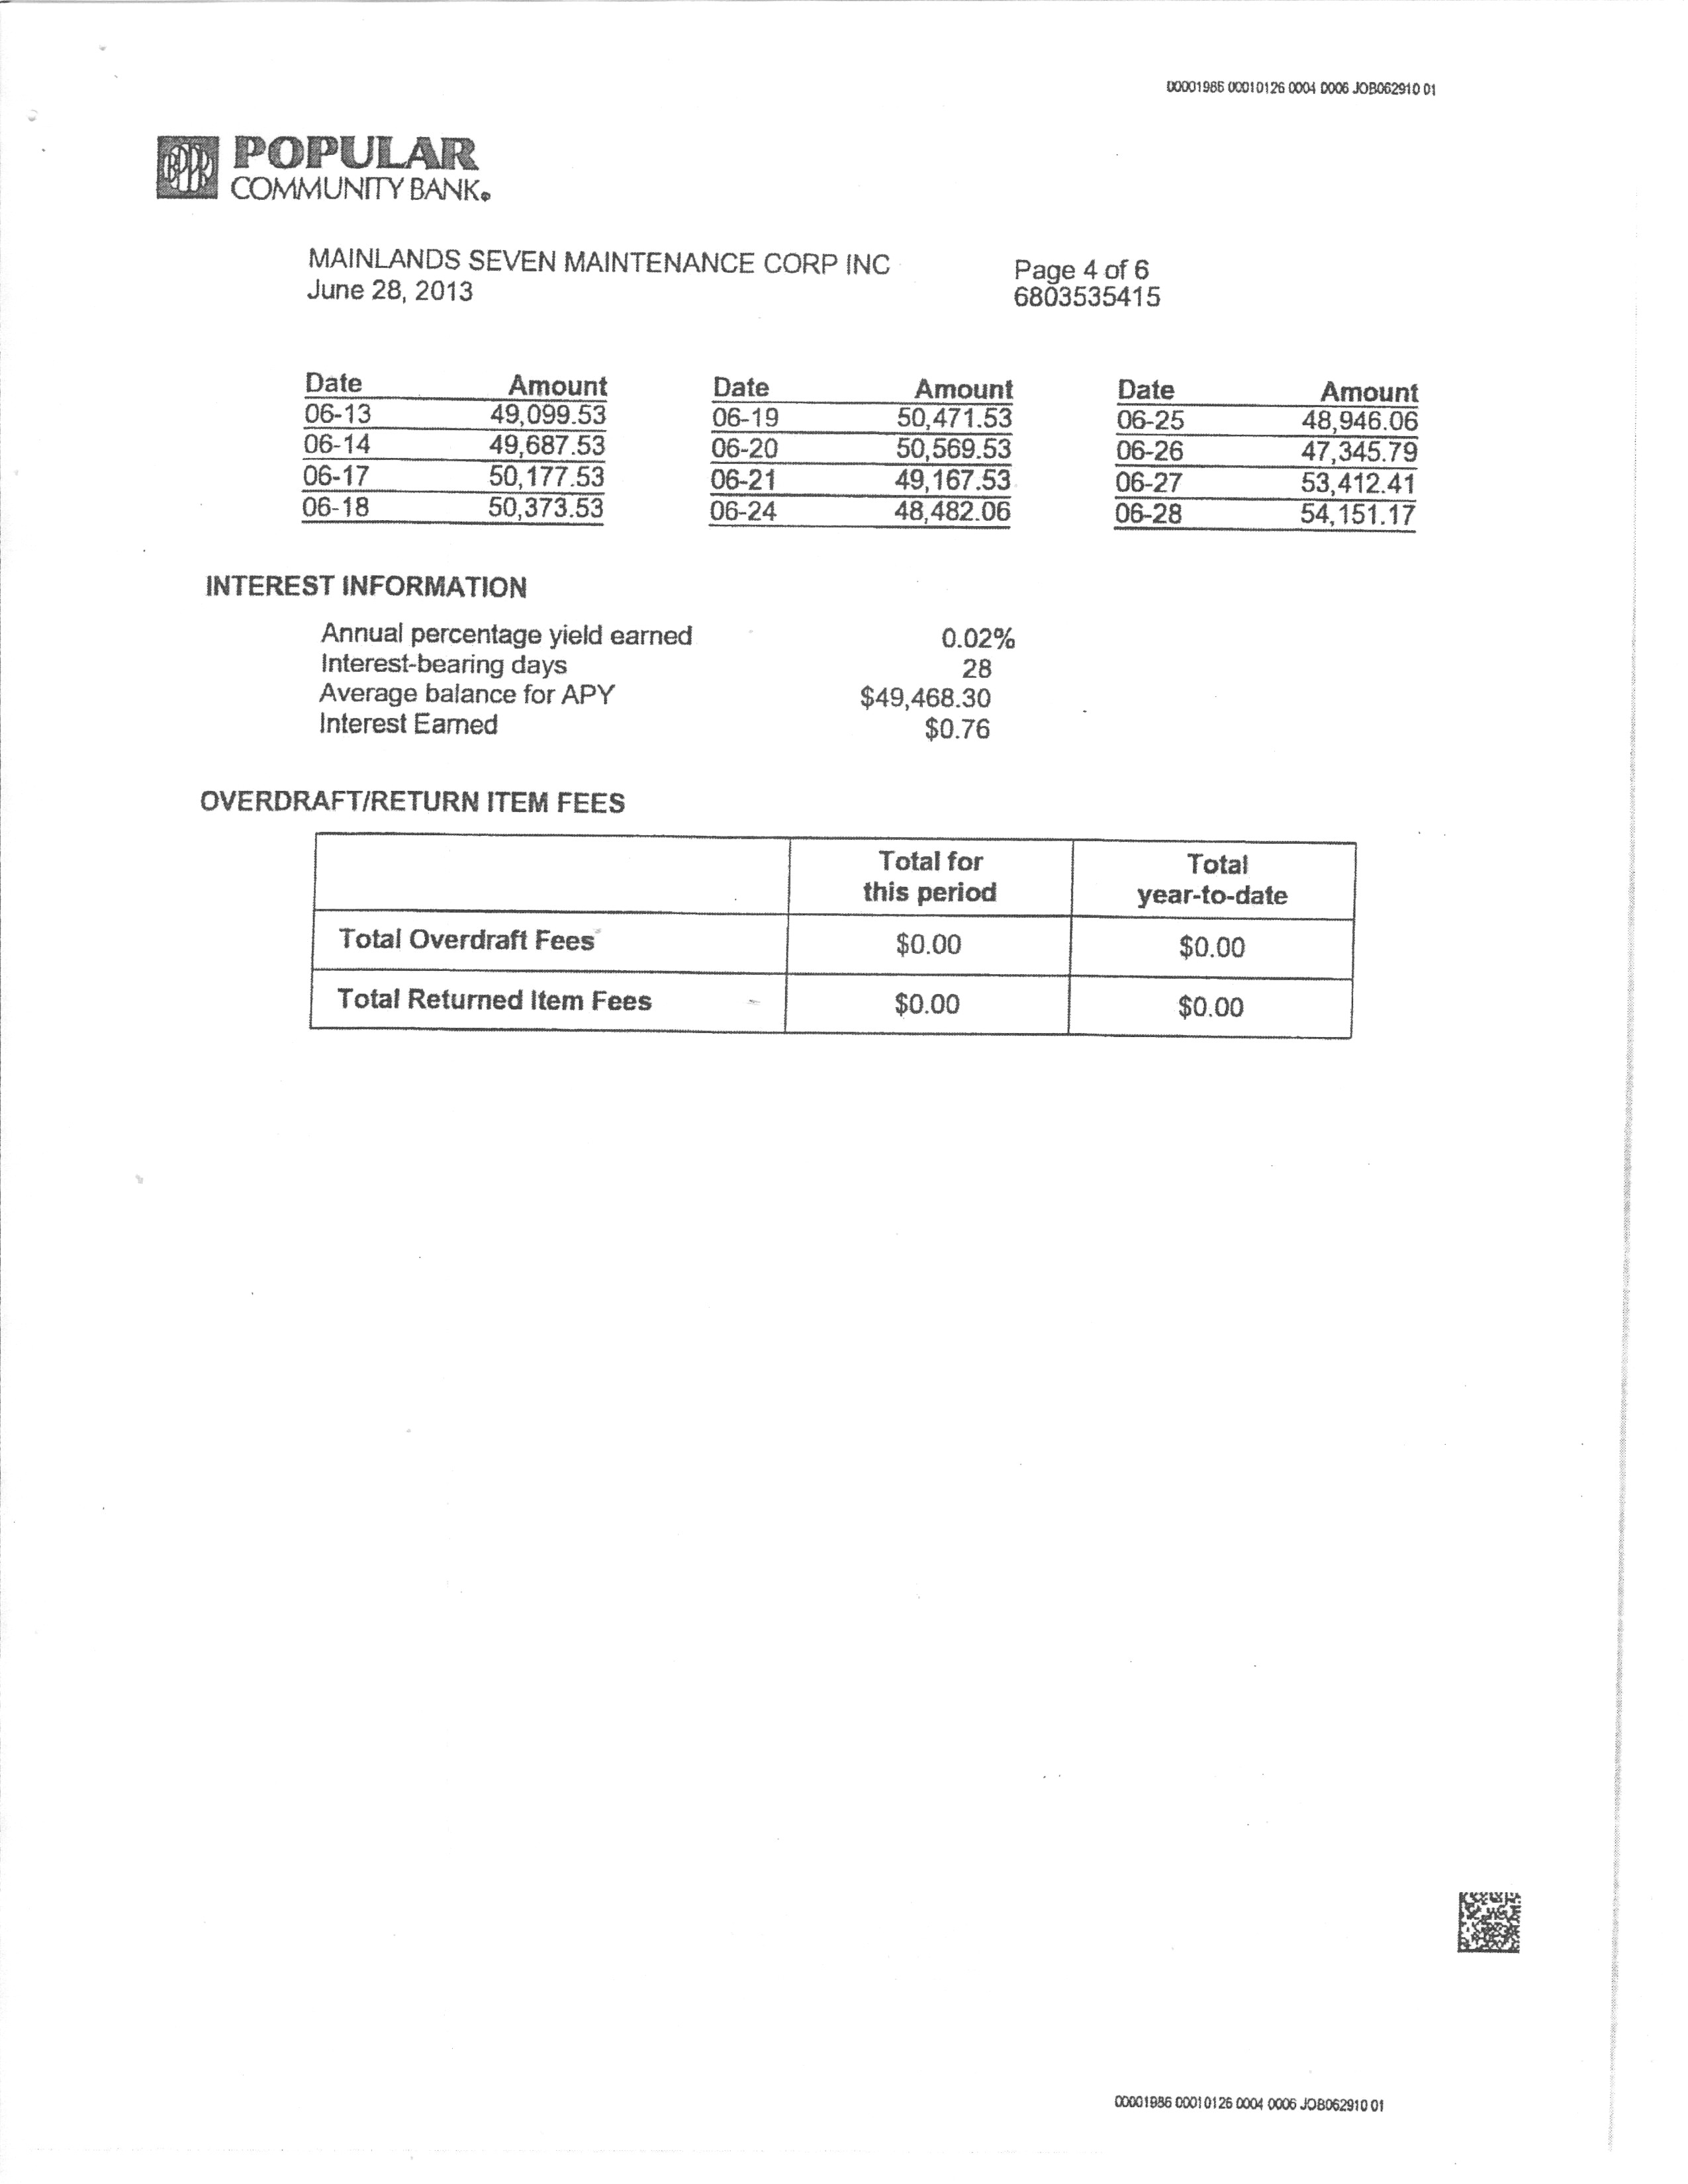 00001986 00010126 0004 0006 JOB062910 01
POPULAR
COMMUNITY BANK.
MAINLANDS SEVEN MAINTENANCE CORP INC
June 28, 2013
Page 4 of 6
6803535415
Date Amount Date Amount Date Amount
06-13 49,099.53 06-19 50,471.53 06-25 48,946.06
06-14 49,687.53 06-20 50,569.53 06-26 47,345.79
06-17 50,177.53 06-21 49,167.53 06-27 53,412.41
06-18 50,373.53 06-24 48,482.06 06-28 54,151.17
INTEREST INFORMATION
Annual percentage yield earned 0.02%
Interest-bearing days 28
Average balance for APY $49,468.30
Interest Earned $0.76
OVERDRAFT/RETURN ITEM FEES
Total for this period
Total year-to-date
Total Overdraft Fees $0.00 $0.00
Total Returned Item Fees $0.00 $0.00
00001986 00010126 0004 0006 JOB062910 01